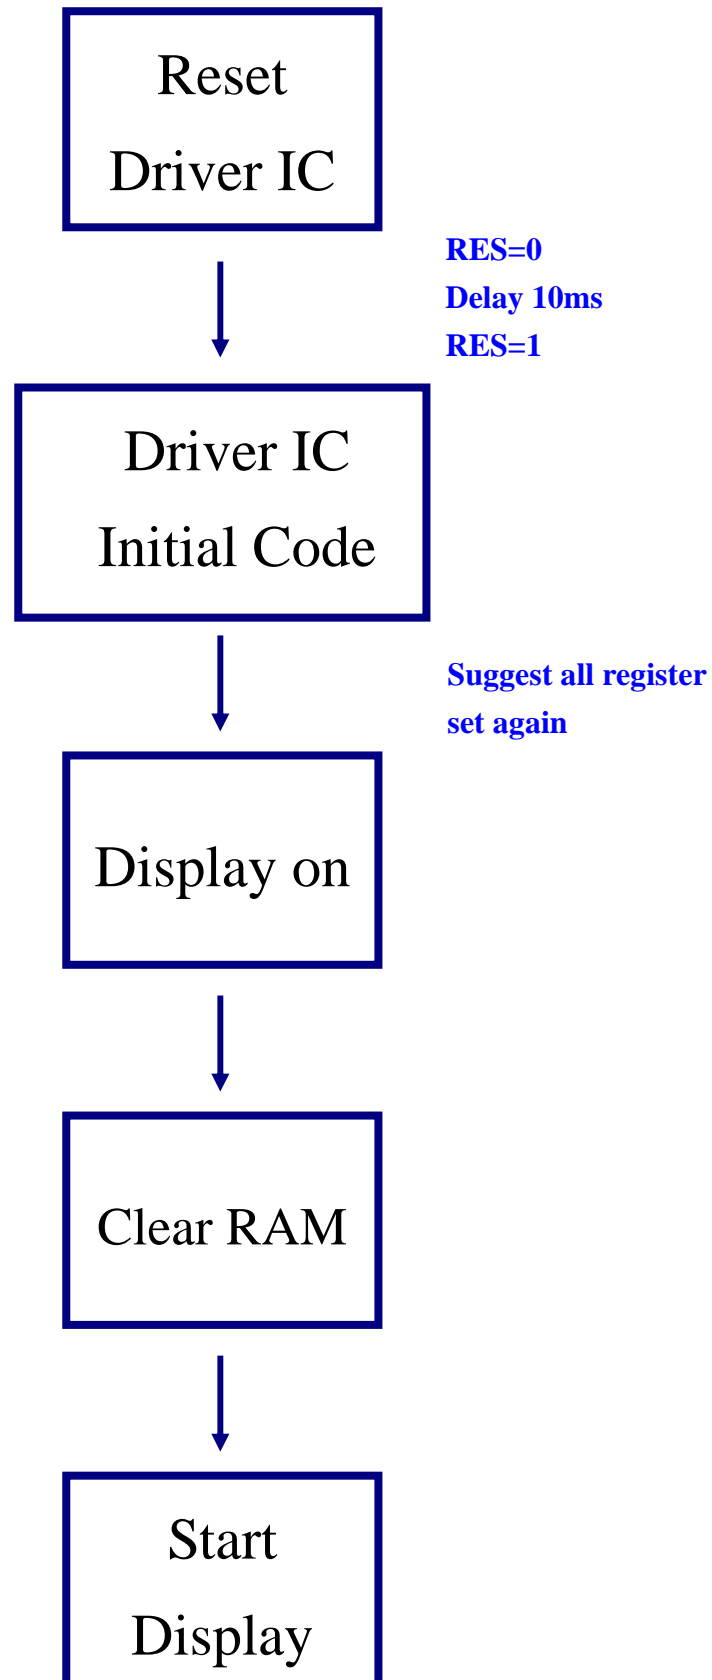 Reset
Driver IC
RES=0
Delay 10ms
RES=1
Driver IC
Initial Code
Suggest all register
set again
Display on
Clear RAM
Start
Display